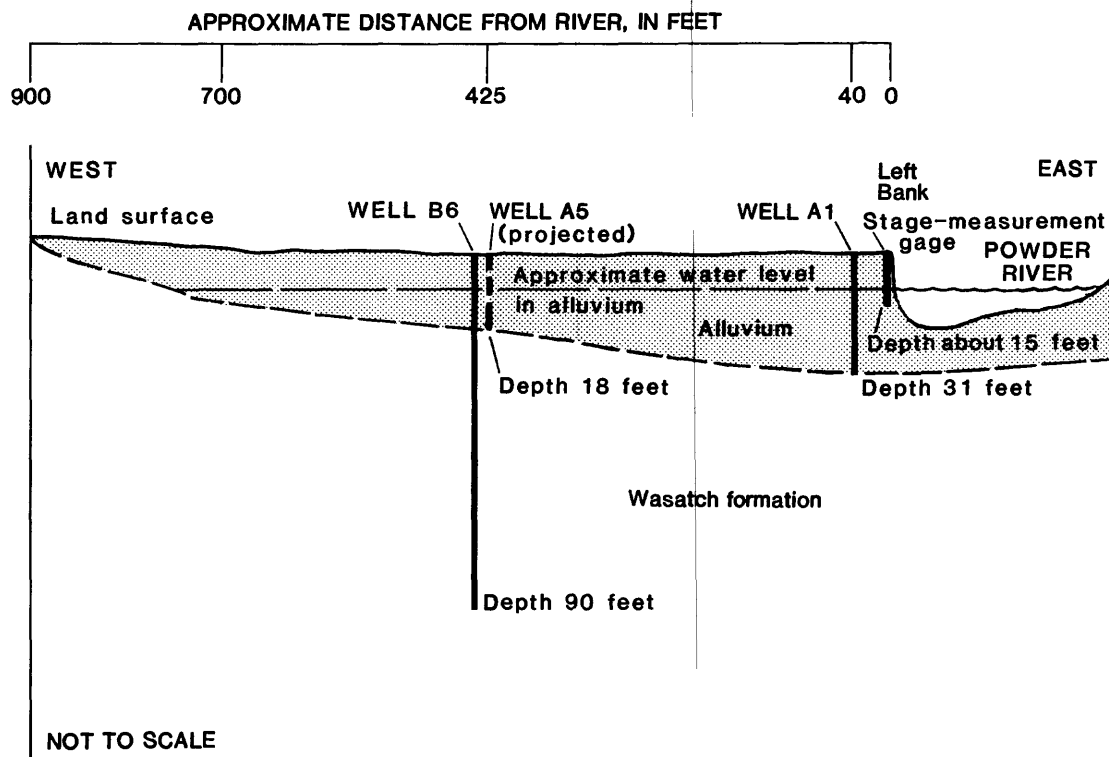 APPROXIMATE DISTANCE FROM RIVER, IN FEET
900 700 425 40 0
WEST
Left
Bank
EAST
Land surface
WELL B6
WELL A5
(projected)
WELL A1
Stage-measurement
gage
POWDER
RIVER
Approximate water level
in alluvium
Alluvium
Depth about 15 feet
Depth 18 feet
Depth 31 feet
Wasatch formation
Depth 90 feet
NOT TO SCALE